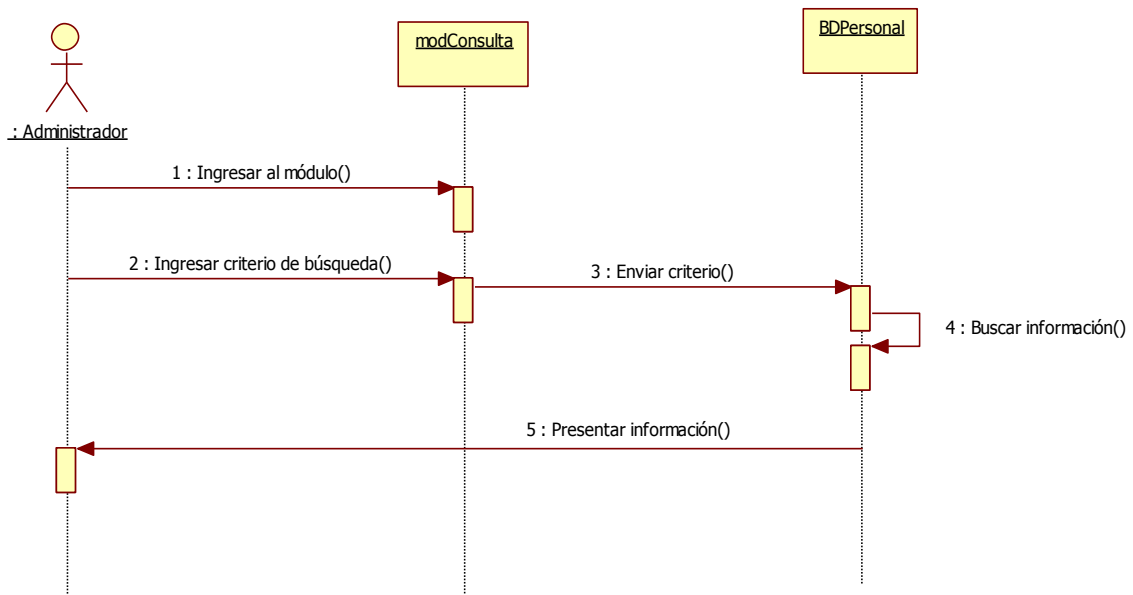 modConsulta
BDPersonal
: Administrador
1 : Ingresar al módulo()
2 : Ingresar criterio de búsqueda()
3 : Enviar criterio()
4 : Buscar información()
5 : Presentar información()